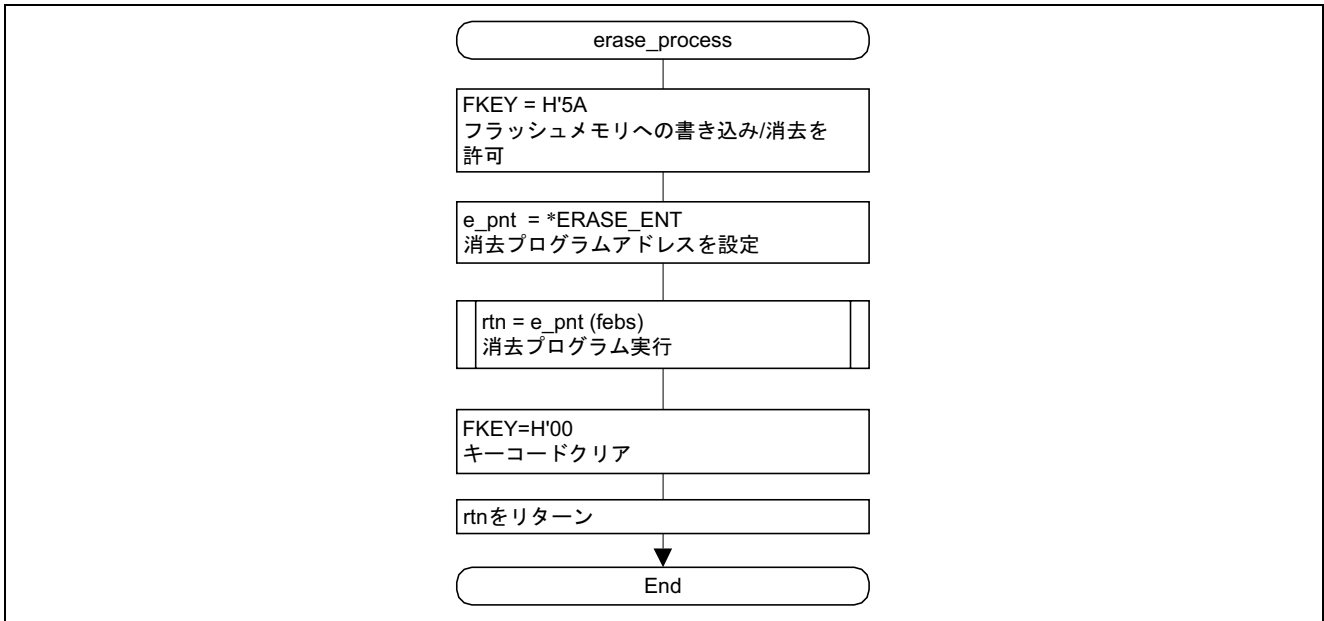 erase_process
FKEY = H'5A
フラッシュメモリへの書き込み/消去を
許可
e_pnt = *ERASE_ENT
消去プログラムアドレスを設定
rtn = e_pnt (febs)
消去プログラム実行
FKEY=H'00
キーコードクリア
rtnをリターン
End